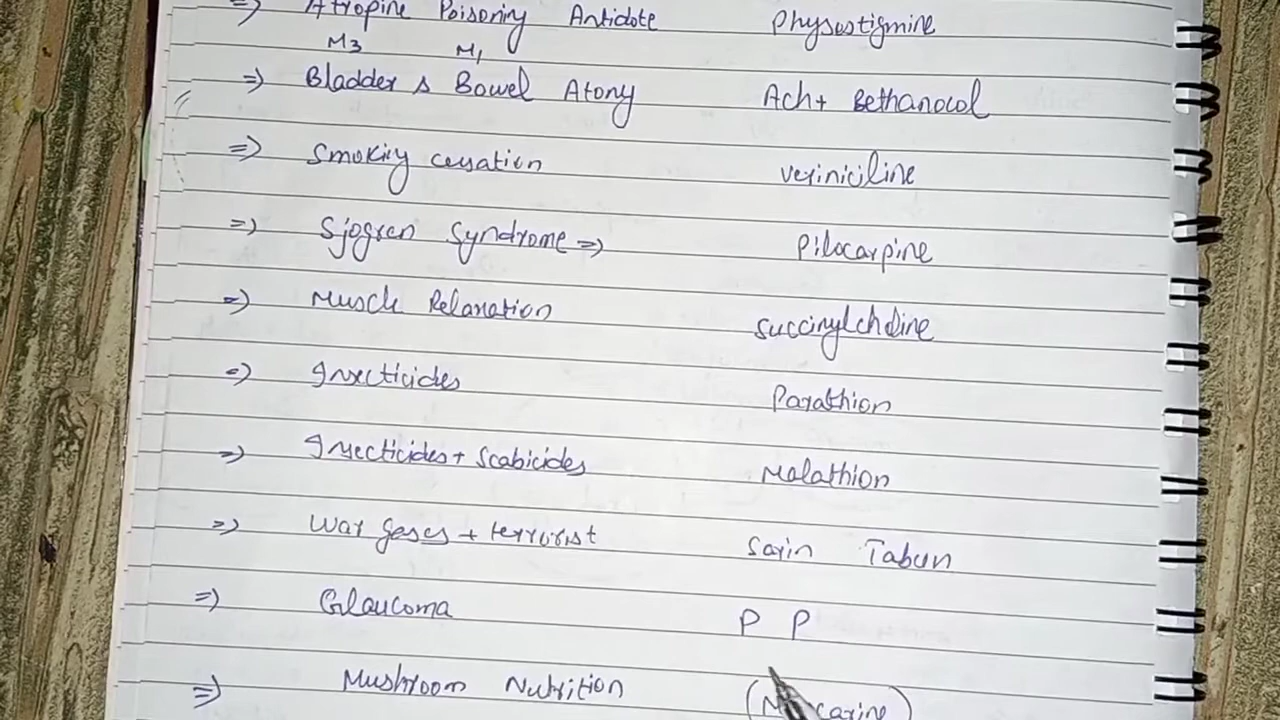 => Atropine Poisoning Antidote Physostigmine
M3 M1
=> Bladder & Bowel Atony Ach+ Bethanocol
=> Smoking cessation veriniciline
=> Sjogren Syndrome => Pilocarpine
=> Muscle Relaxation Succinylcholine
=> Insecticides Parathion
=> Insecticides + Scabicides Malathion
=> War gases + terrorist Sarin Tabun
=> Glaucoma P P
=> Mushroom Nutrition